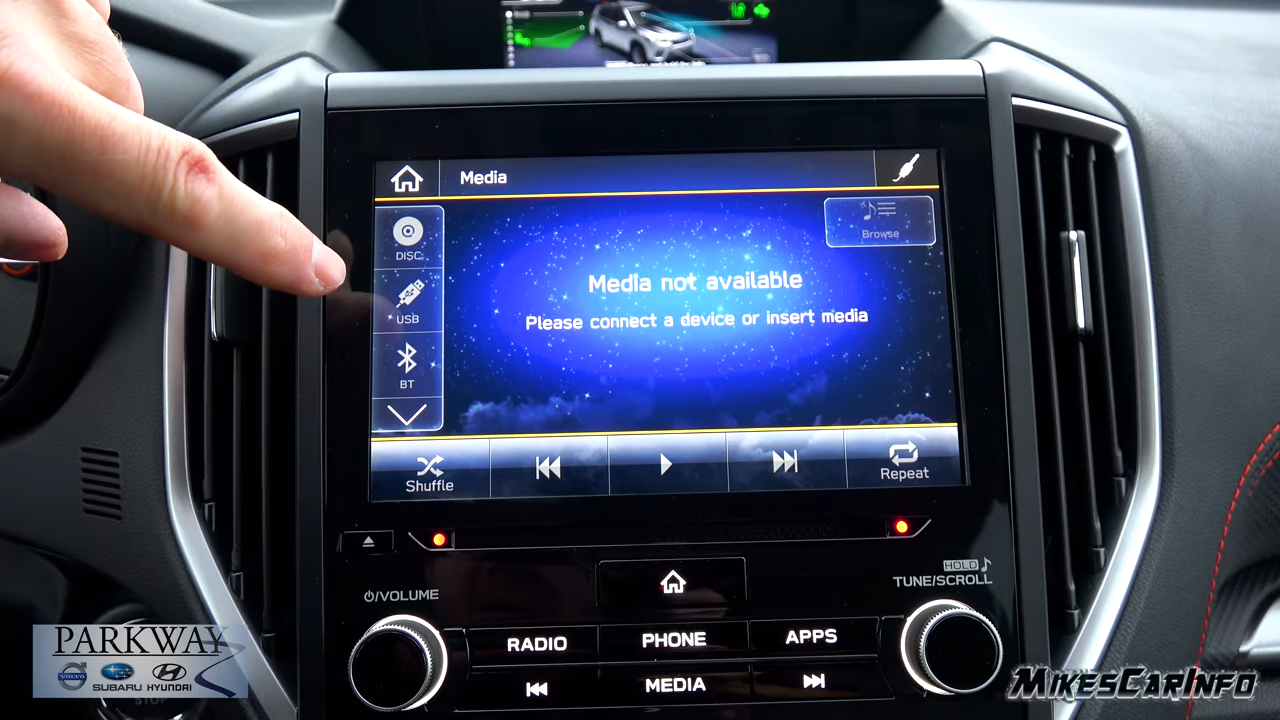 Media
DISC
Browse
Media not available
USB
Please connect a device or insert media
BT
Shuffle
Repeat
HOLD
/VOLUME
TUNE/SCROLL
RADIO
PHONE
APPS
MEDIA
PARKWAY
VOLVO
SUBARU
HYUNDAI
STOP
MIKESCARINFO